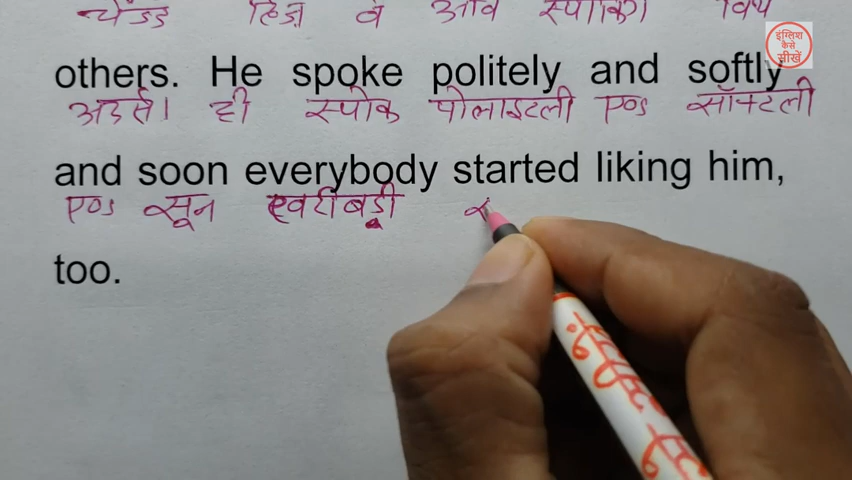 चेंज्ड हिज़ वे ऑव स्पीकिंग विथ
others. He spoke politely and softly
अदर्स। ही स्पोक पोलाइटली एण्ड सॉफ्टली
and soon everybody started liking him,
एण्ड सून एवरीबड़ी
too.
इंग्लिश
कैसे
सीखें